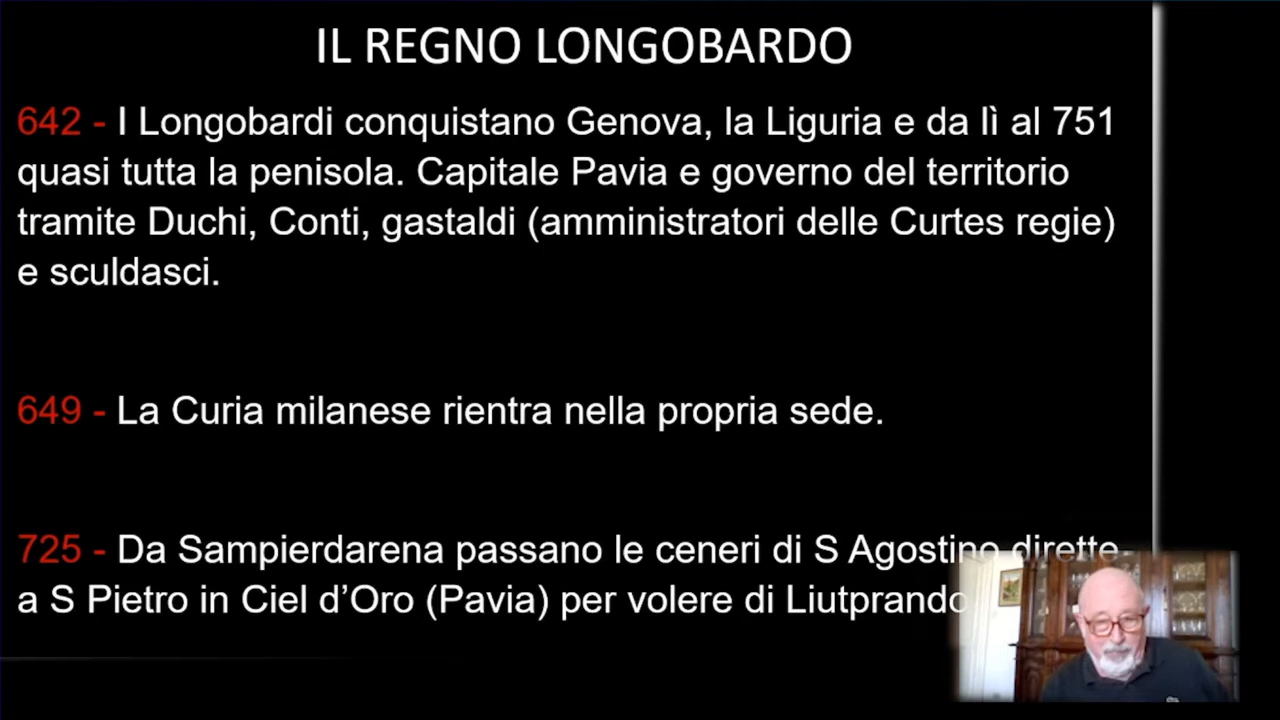 IL REGNO LONGOBARDO
642 - I Longobardi conquistano Genova, la Liguria e da lì al 751
quasi tutta la penisola. Capitale Pavia e governo del territorio
tramite Duchi, Conti, gastaldi (amministratori delle Curtes regie)
e sculdasci.
649 - La Curia milanese rientra nella propria sede.
725 - Da Sampierdarena passano le ceneri di S Agostino dirette
a S Pietro in Ciel d’Oro (Pavia) per volere di Liutprando